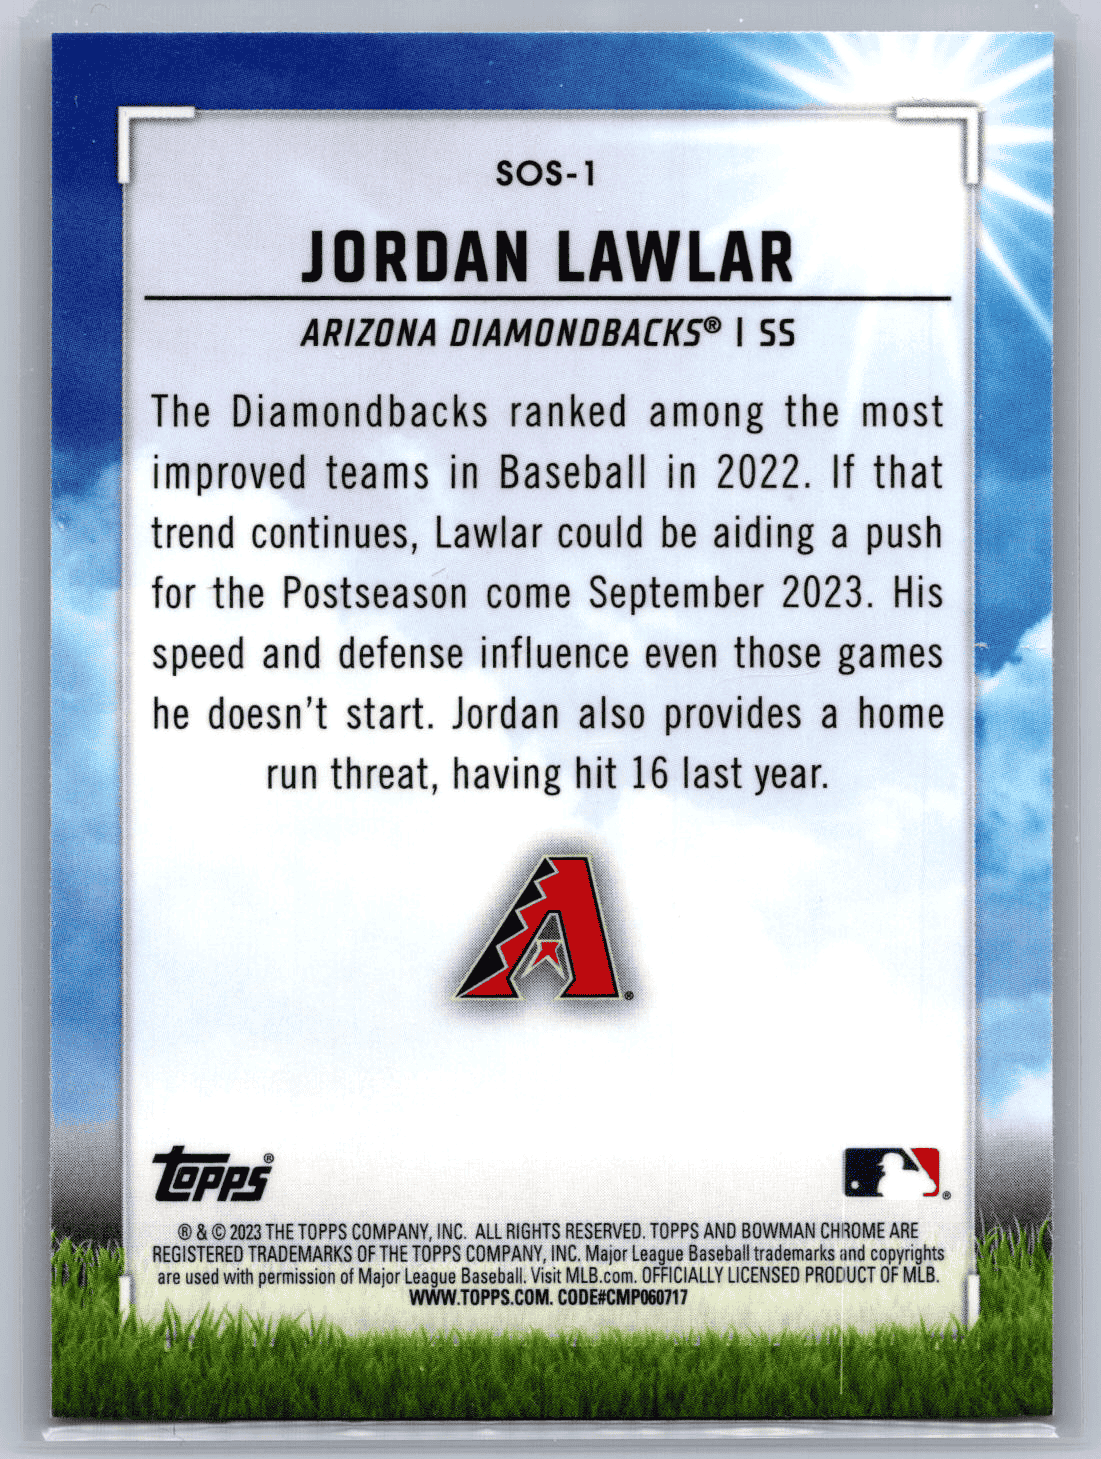 SOS-1
JORDAN LAWLAR
ARIZONA DIAMONDBACKS® | SS
The Diamondbacks ranked among the most
improved teams in Baseball in 2022. If that
trend continues, Lawlar could be aiding a push
for the Postseason come September 2023. His
speed and defense influence even those games
he doesn't start. Jordan also provides a home
run threat, having hit 16 last year.
A®
TOPPS®
®
® & © 2023 THE TOPPS COMPANY, INC. ALL RIGHTS RESERVED. TOPPS AND BOWMAN CHROME ARE
REGISTERED TRADEMARKS OF THE TOPPS COMPANY, INC. Major League Baseball trademarks and copyrights
are used with permission of Major League Baseball. Visit MLB.com. OFFICIALLY LICENSED PRODUCT OF MLB.
WWW.TOPPS.COM. CODE#CMP060717